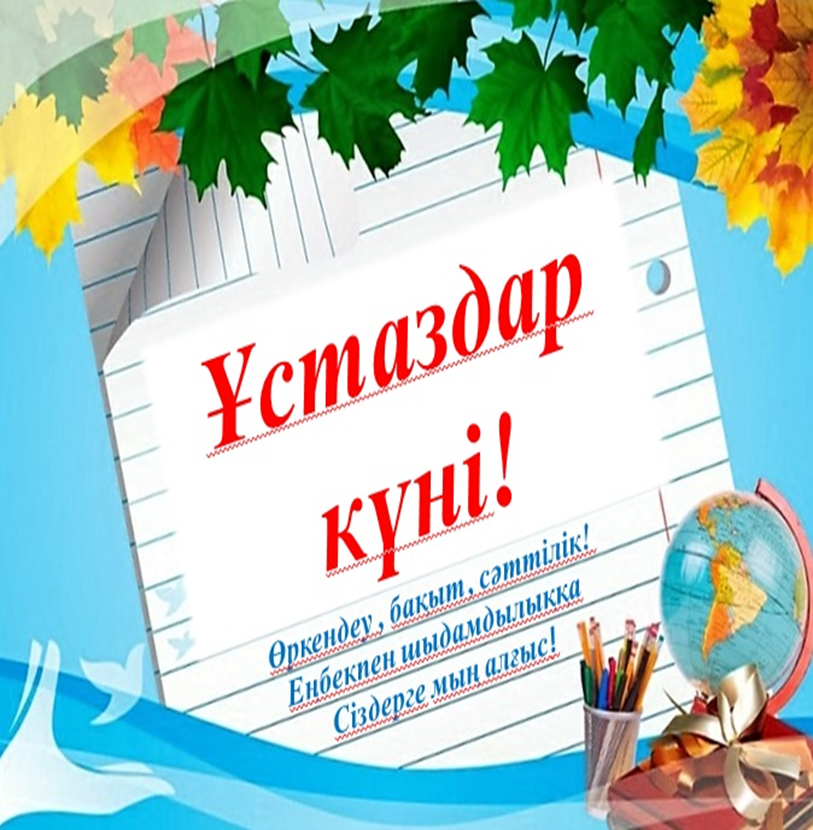 Ұстаздар
күні!
Өркендеу, бақыт, сәттілік!
Еңбекпен шыдамдылыққа
Сіздерге мың алғыс!